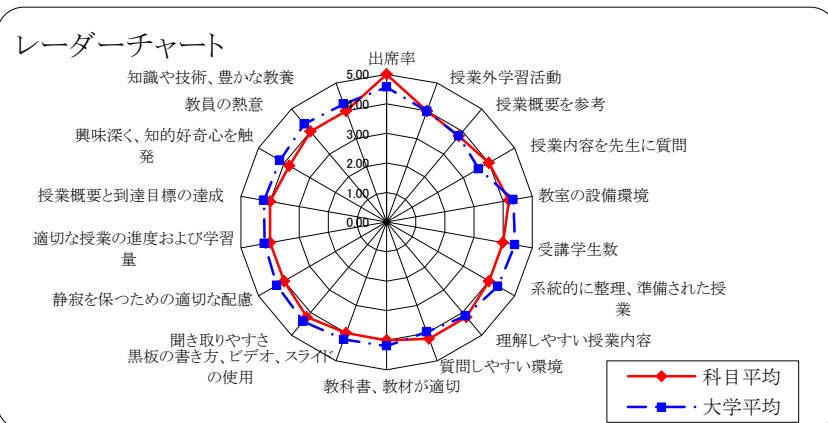 レーダーチャート
出席率
授業外学習活動
授業概要を参考
授業内容を先生に質問
教室の設備環境
受講学生数
系統的に整理、準備された授
業
理解しやすい授業内容
質問しやすい環境
教科書、教材が適切
黒板の書き方、ビデオ、スライド
の使用
聞き取りやすさ
静寂を保つための適切な配慮
適切な授業の進度および学習
量
授業概要と到達目標の達成
興味深く、知的好奇心を触
発
教員の熱意
知識や技術、豊かな教養
5.00
4.00
3.00
2.00
1.00
0.00
科目平均
大学平均